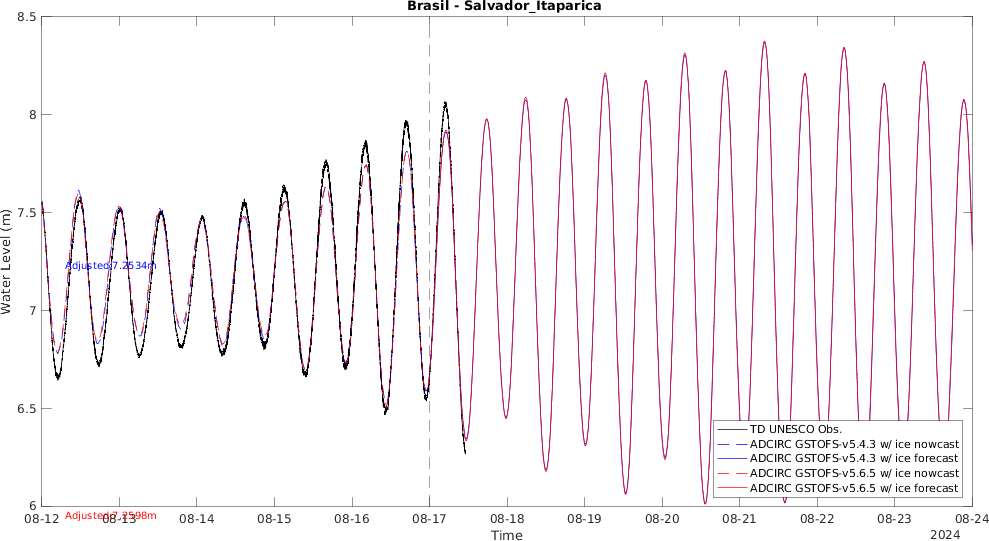 Brasil - Salvador_Itaparica
8.5
8
7.5
7
6.5
6
Water Level (m)
Adjusted:7.2534m
Adjusted:7.2598m
TD UNESCO Obs.
ADCIRC GSTOFS-v5.4.3 w/ ice nowcast
ADCIRC GSTOFS-v5.4.3 w/ ice forecast
ADCIRC GSTOFS-v5.6.5 w/ ice nowcast
ADCIRC GSTOFS-v5.6.5 w/ ice forecast
08-12 08-13 08-14 08-15 08-16 08-17 08-18 08-19 08-20 08-21 08-22 08-23 08-24
Time
2024